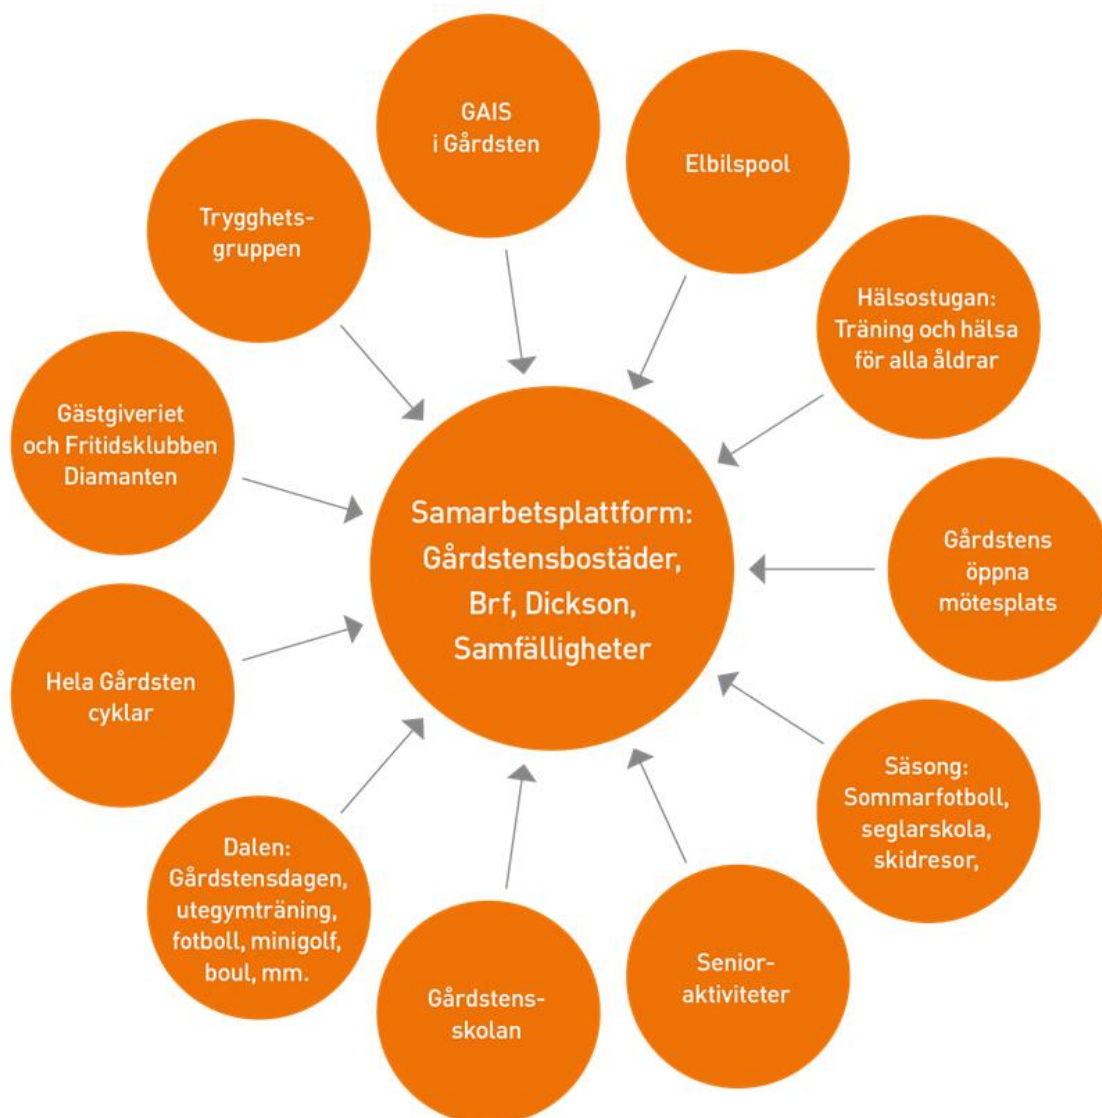 GAIS
i Gårdsten
Elbilspool
Hälsostugan:
Träning och hälsa
för alla åldrar
Gårdstens
öppna
mötesplats
Säsong:
Sommarfotboll,
seglarskola,
skidresor,
Senior-
aktiviteter
Gårdstens-
skolan
Dalen:
Gårdstensdagen,
utegymträning,
fotboll, minigolf,
boul, mm.
Hela Gårdsten
cyklar
Gästgiveriet
och Fritidsklubben
Diamanten
Trygghets-
gruppen
Samarbetsplattform:
Gårdstensbostäder,
Brf, Dickson,
Samfälligheter